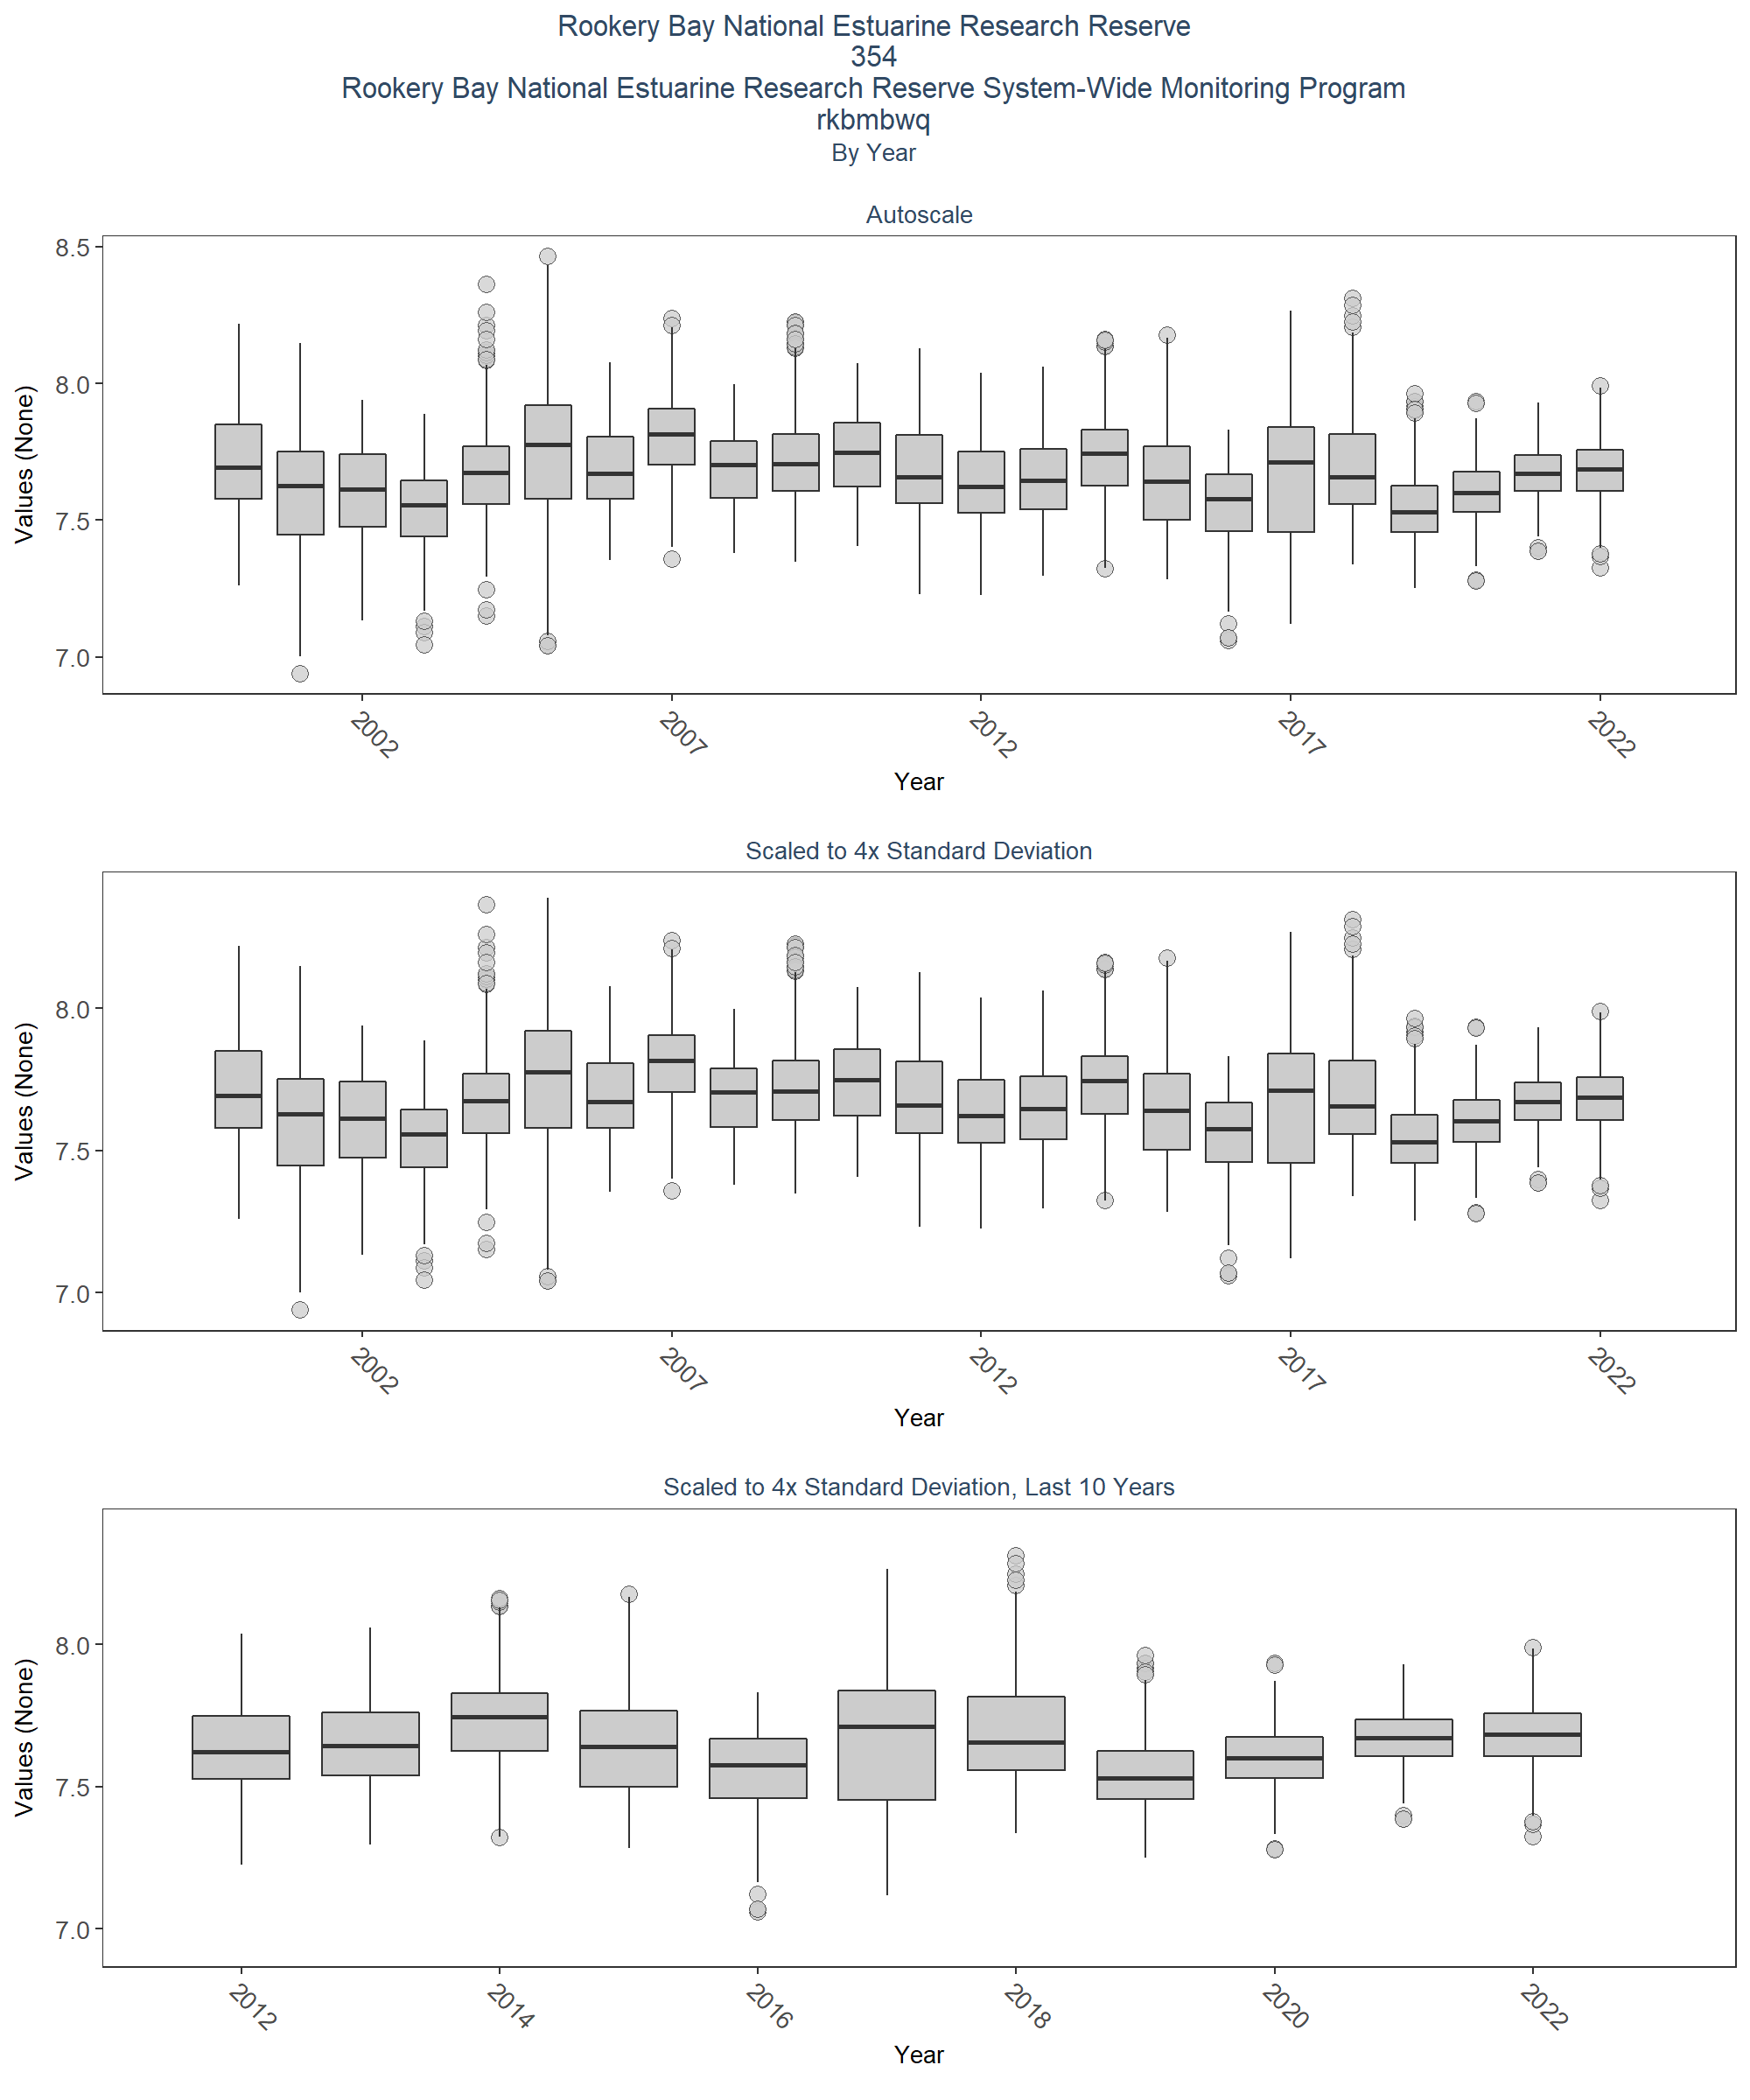 Rookery Bay National Estuarine Research Reserve
354
Rookery Bay National Estuarine Research Reserve System-Wide Monitoring Program
rkbmbwq
By Year
Autoscale
Values (None)
8.5
8.0
7.5
7.0
2002 2007 2012 2017 2022
Year
Scaled to 4x Standard Deviation
Values (None)
8.0
7.5
7.0
2002 2007 2012 2017 2022
Year
Scaled to 4x Standard Deviation, Last 10 Years
Values (None)
8.0
7.5
7.0
2012 2014 2016 2018 2020 2022
Year